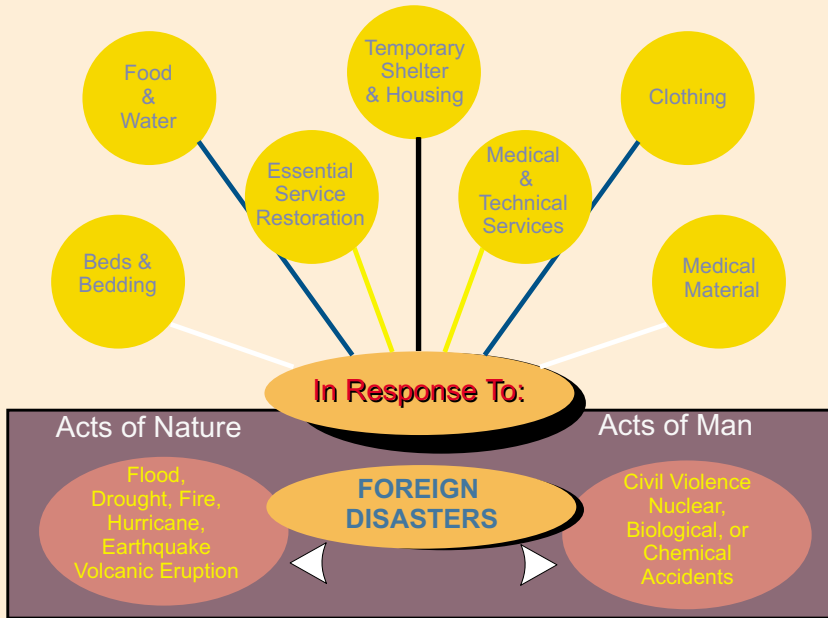 Temporary
Shelter
& Housing
Food
&
Water
Clothing
Essential
Service
Restoration
Medical
&
Technical
Services
Beds &
Bedding
Medical
Material
In Response To:
Acts of Nature
Acts of Man
Flood,
Drought, Fire,
Hurricane,
Earthquake
Volcanic Eruption
FOREIGN
DISASTERS
Civil Violence
Nuclear,
Biological, or
Chemical
Accidents